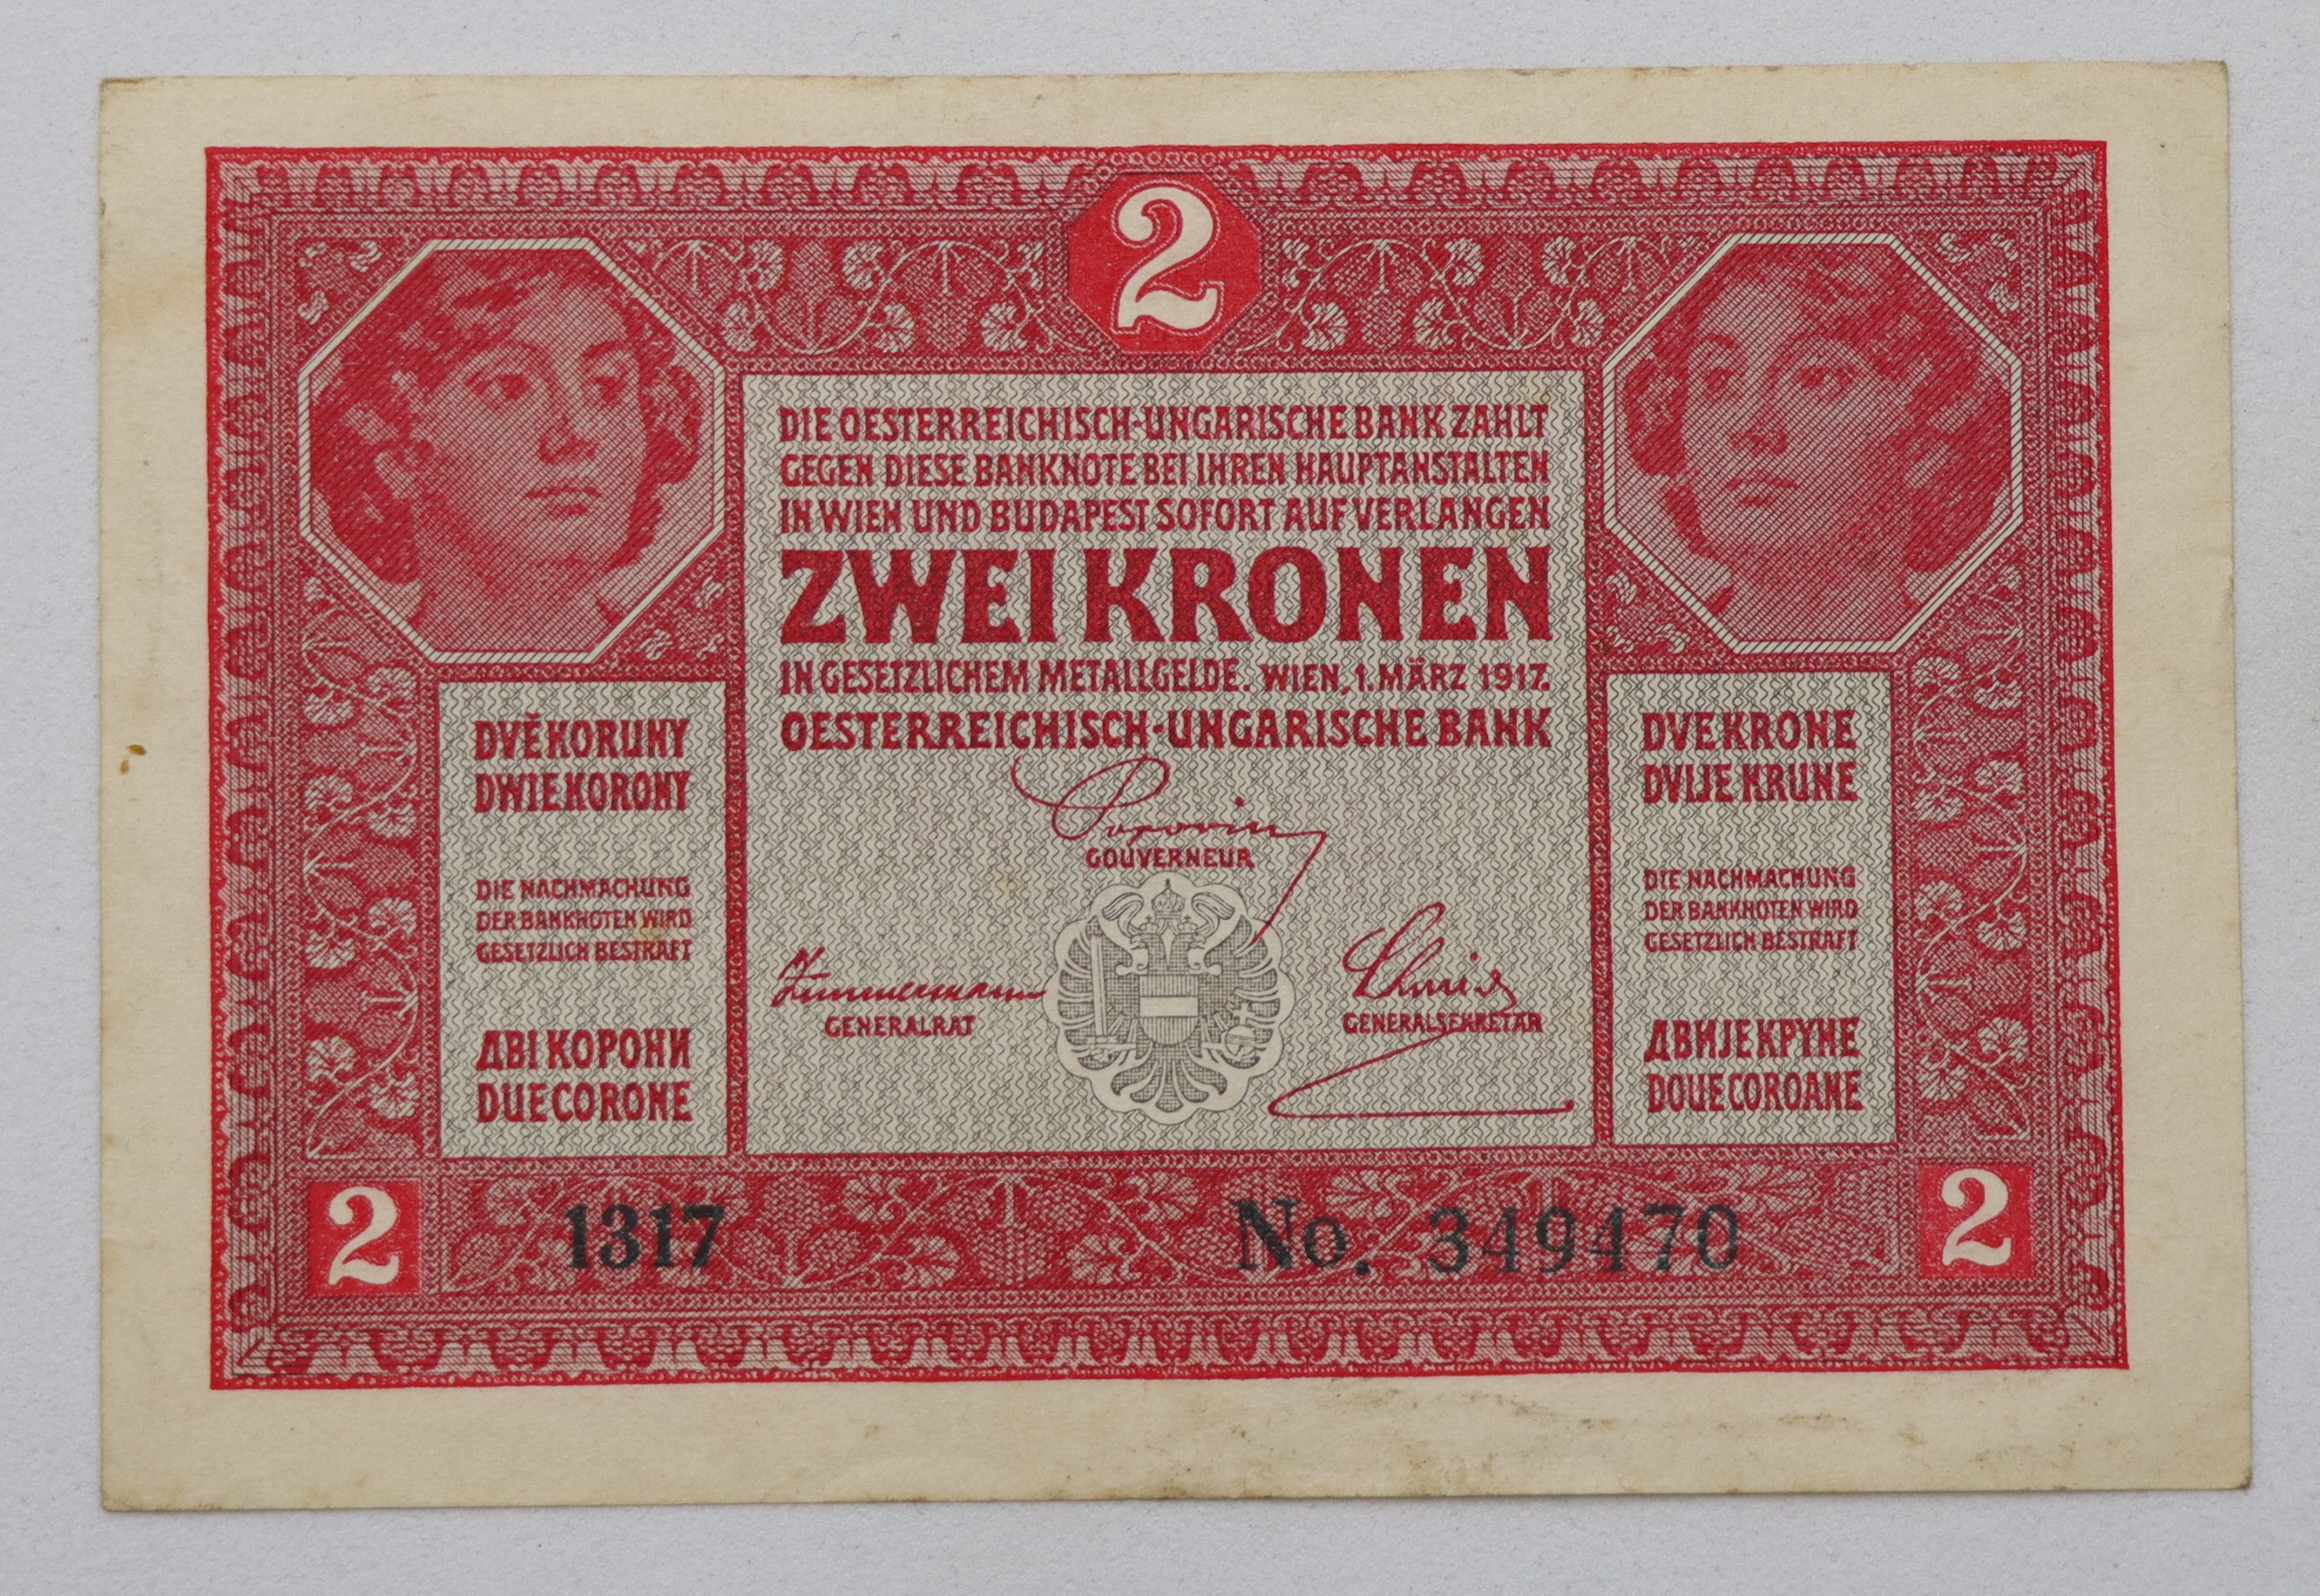 2
DIE OESTERREICHISCH-UNGARISCHE BANK ZAHLT
GEGEN DIESE BANKNOTE BEI IHREN HAUPTANSTALTEN
IN WIEN UND BUDAPEST SOFORT AUF VERLANGEN
ZWEI KRONEN
IN GESETZLICHEM METALLGELDE. WIEN, 1. MÄRZ 1917.
OESTERREICHISCH-UNGARISCHE BANK
Popovics
GOUVERNEUR
Zimmermann
GENERALRAT
Schmid
GENERALSEKRETÄR
DVĚ KORUNY
DWIE KORONY
DIE NACHMACHUNG
DER BANKNOTEN WIRD
GESETZLICH BESTRAFT
ДВІ КОРОНИ
DUE CORONE
DVE KRONE
DVIJE KRUNE
DIE NACHMACHUNG
DER BANKNOTEN WIRD
GESETZLICH BESTRAFT
ДВИЈЕ КРУНЕ
DOUE COROANE
2 1317 No. 349470 2